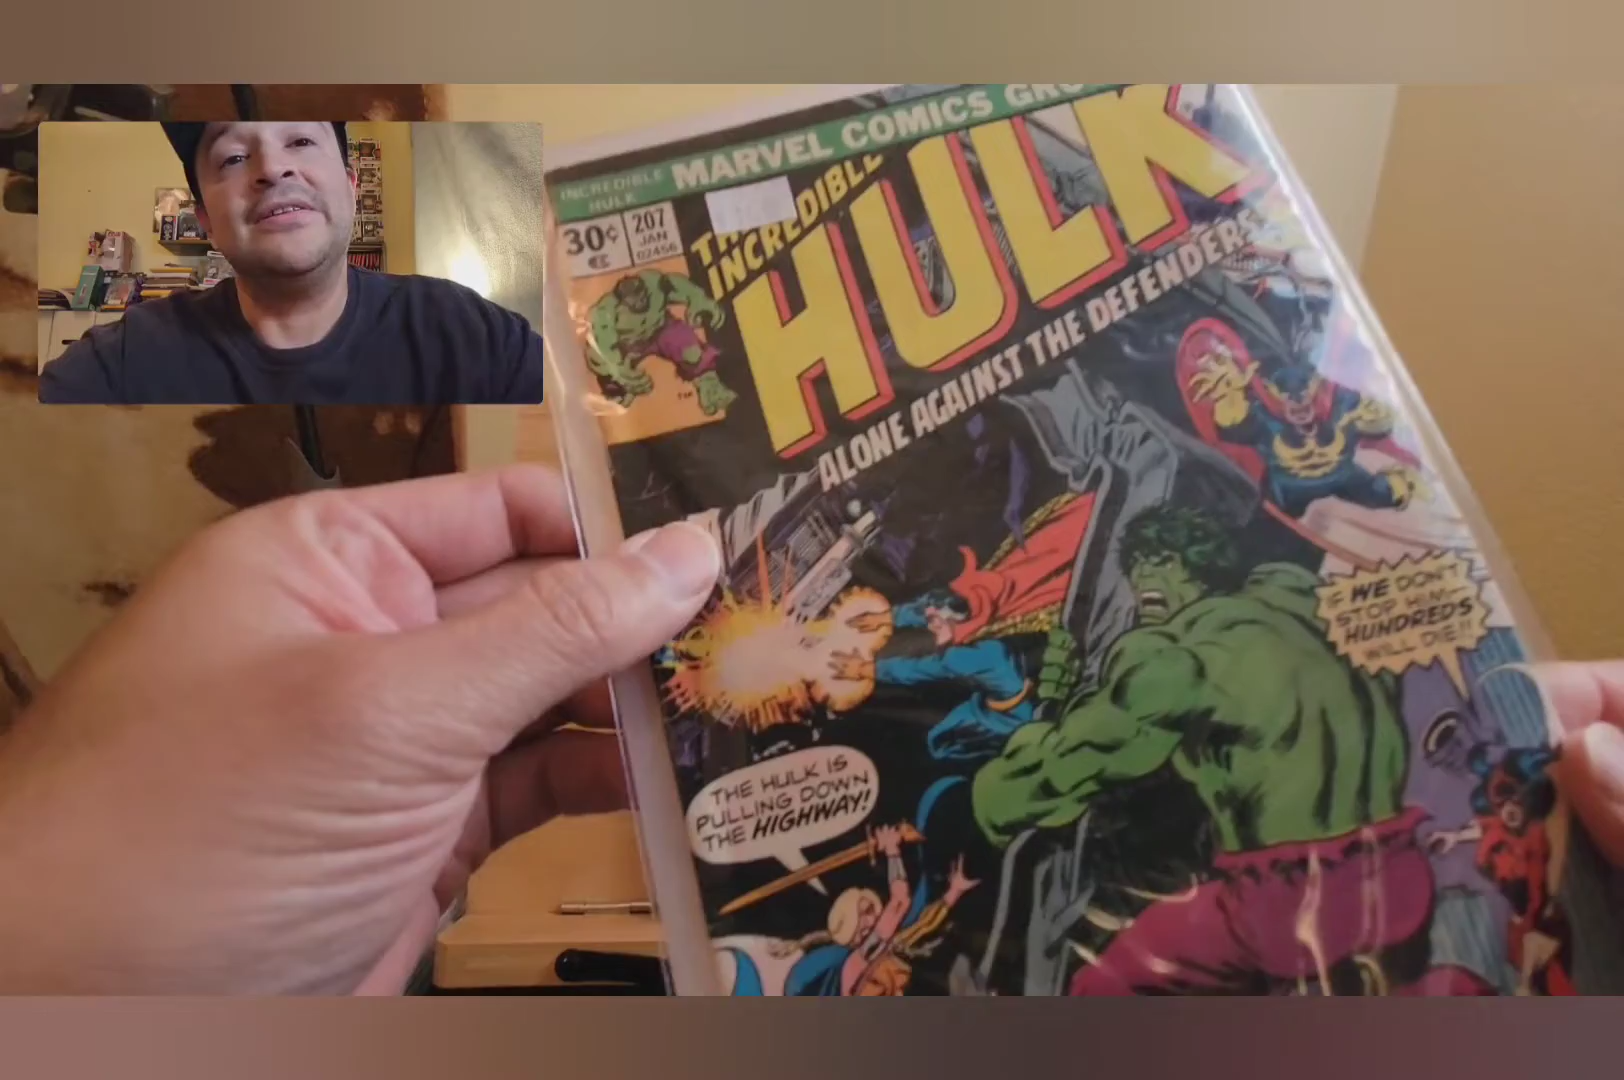 MARVEL COMICS GRO
INCREDIBLE
HULK
30¢
207
JAN
02456
THE
INCREDIBLE
HULK
ALONE AGAINST THE DEFENDERS!
IF WE DON'T
STOP HIM—
HUNDREDS
WILL DIE!!
THE HULK IS
PULLING DOWN
THE HIGHWAY!